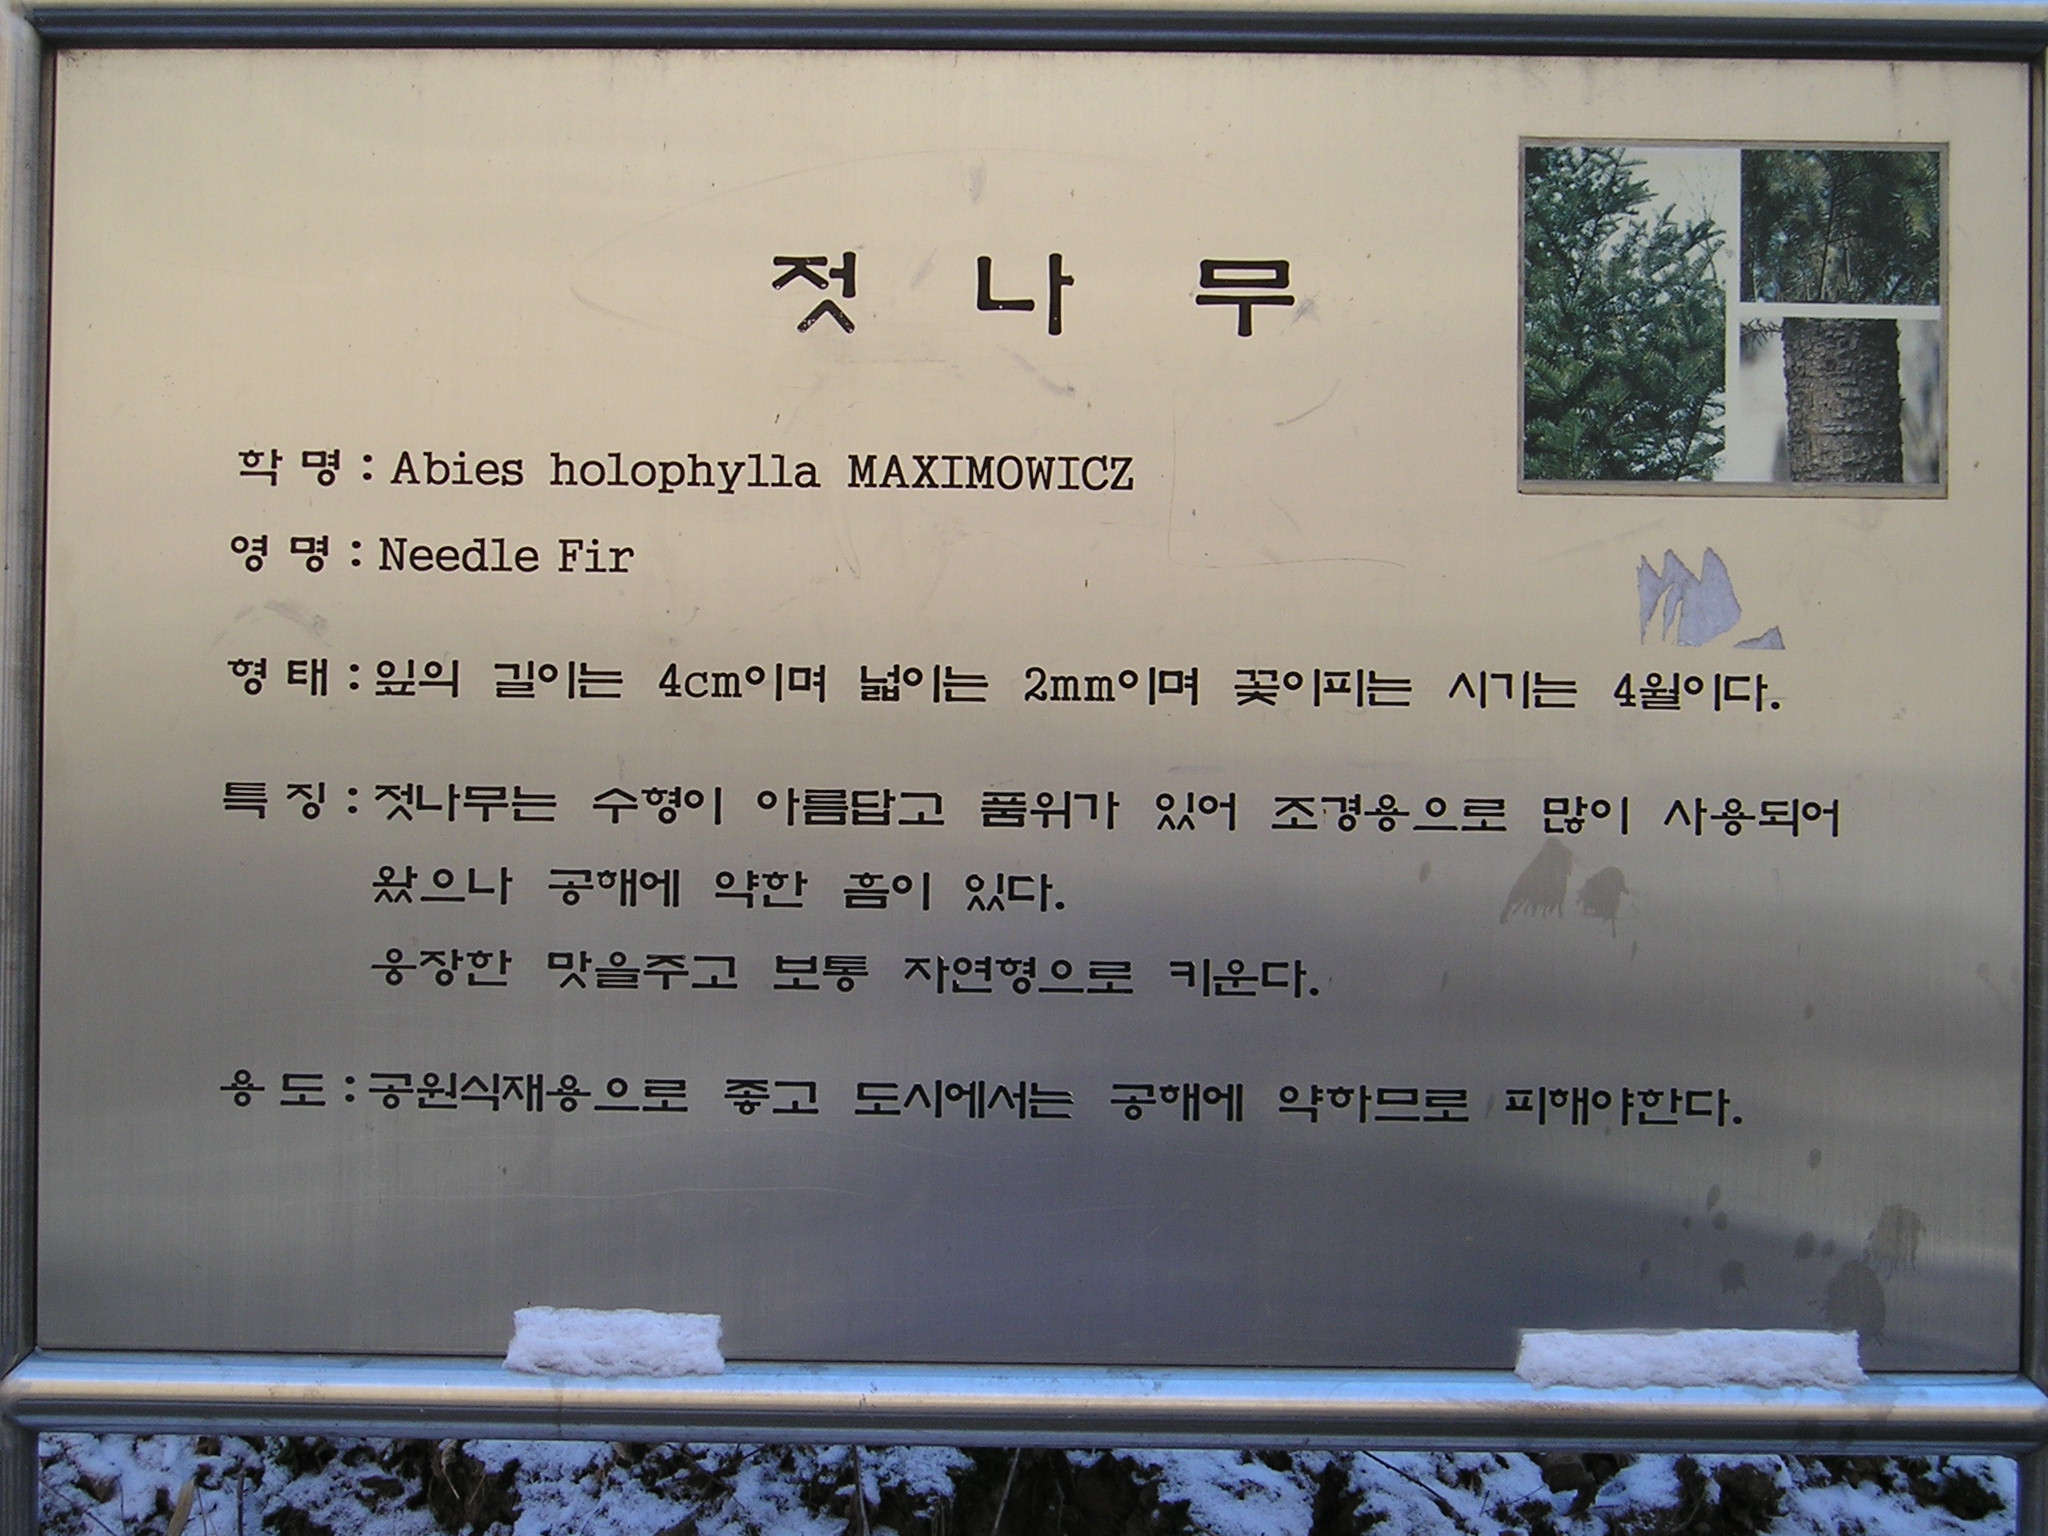 젓 나 무
학 명 : Abies holophylla MAXIMOWICZ
영 명 : Needle Fir
형 태 : 잎의 길이는 4cm이며 넓이는 2mm이며 꽃이피는 시기는 4월이다.
특 징 : 젓나무는 수형이 아름답고 품위가 있어 조경용으로 많이 사용되어
왔으나 공해에 약한 흠이 있다.
웅장한 맛을주고 보통 자연형으로 키운다.
용 도 : 공원식재용으로 좋고 도시에서는 공해에 약하므로 피해야한다.